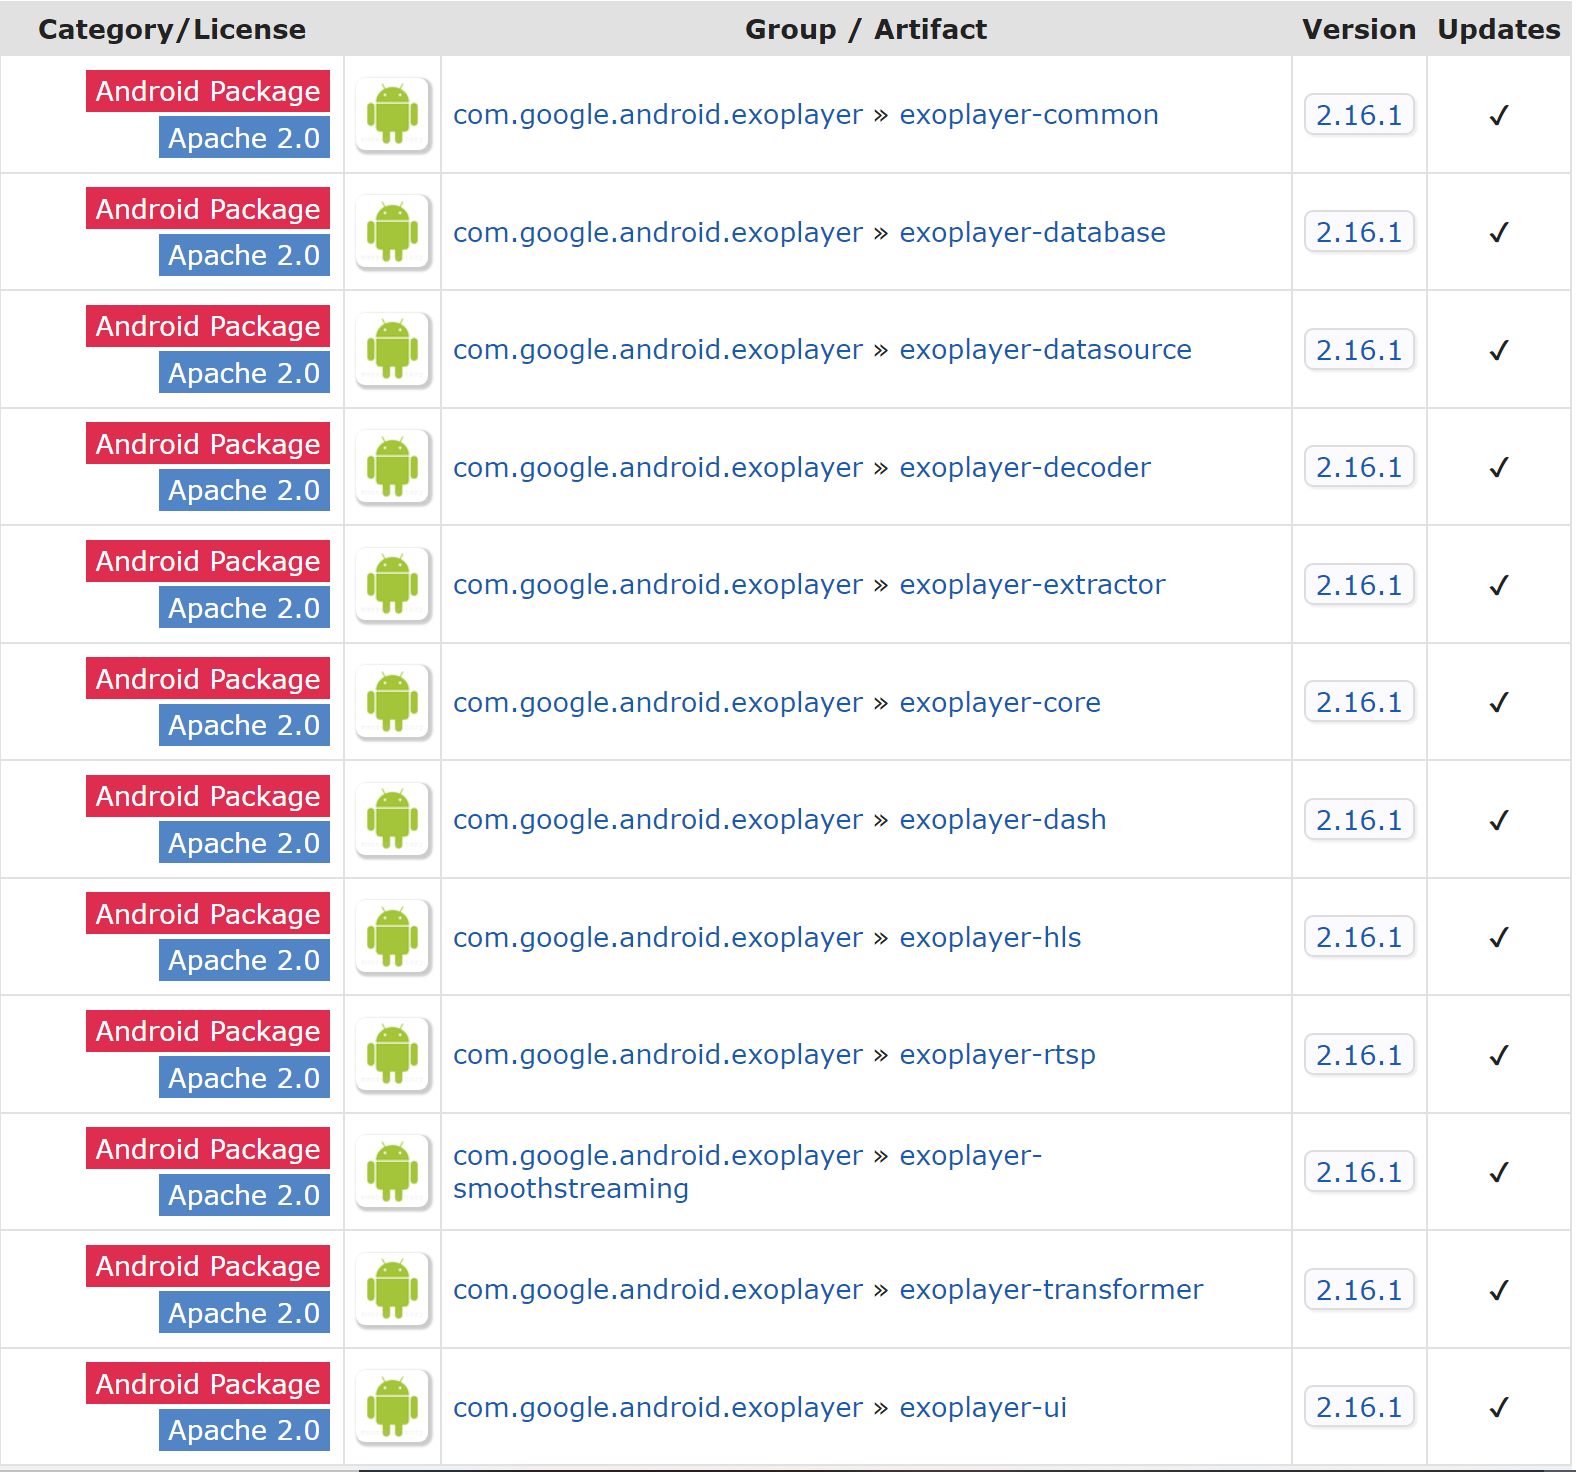 Category/License Group / Artifact Version Updates
Android Package
Apache 2.0
com.google.android.exoplayer » exoplayer-common 2.16.1 ✓
Android Package
Apache 2.0
com.google.android.exoplayer » exoplayer-database 2.16.1 ✓
Android Package
Apache 2.0
com.google.android.exoplayer » exoplayer-datasource 2.16.1 ✓
Android Package
Apache 2.0
com.google.android.exoplayer » exoplayer-decoder 2.16.1 ✓
Android Package
Apache 2.0
com.google.android.exoplayer » exoplayer-extractor 2.16.1 ✓
Android Package
Apache 2.0
com.google.android.exoplayer » exoplayer-core 2.16.1 ✓
Android Package
Apache 2.0
com.google.android.exoplayer » exoplayer-dash 2.16.1 ✓
Android Package
Apache 2.0
com.google.android.exoplayer » exoplayer-hls 2.16.1 ✓
Android Package
Apache 2.0
com.google.android.exoplayer » exoplayer-rtsp 2.16.1 ✓
Android Package
Apache 2.0
com.google.android.exoplayer » exoplayer-
smoothstreaming 2.16.1 ✓
Android Package
Apache 2.0
com.google.android.exoplayer » exoplayer-transformer 2.16.1 ✓
Android Package
Apache 2.0
com.google.android.exoplayer » exoplayer-ui 2.16.1 ✓